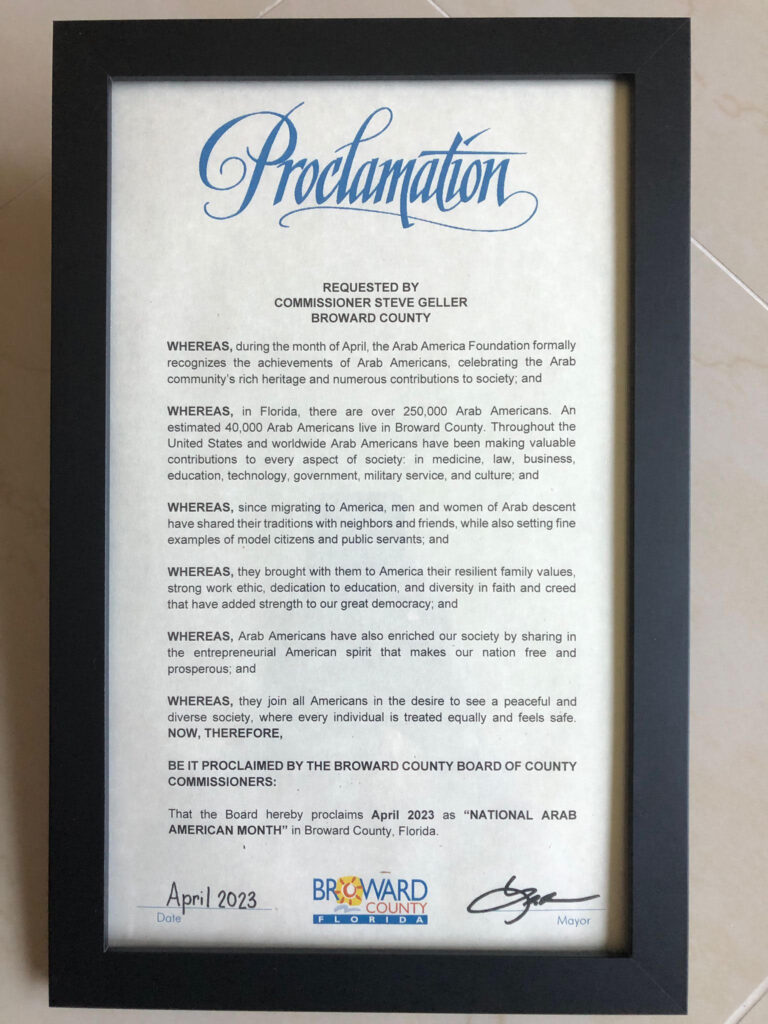 Proclamation
REQUESTED BY
COMMISSIONER STEVE GELLER
BROWARD COUNTY
WHEREAS, during the month of April, the Arab America Foundation formally
recognizes the achievements of Arab Americans, celebrating the Arab
community's rich heritage and numerous contributions to society; and
WHEREAS, in Florida, there are over 250,000 Arab Americans. An
estimated 40,000 Arab Americans live in Broward County. Throughout the
United States and worldwide Arab Americans have been making valuable
contributions to every aspect of society: in medicine, law, business,
education, technology, government, military service, and culture; and
WHEREAS, since migrating to America, men and women of Arab descent
have shared their traditions with neighbors and friends, while also setting fine
examples of model citizens and public servants; and
WHEREAS, they brought with them to America their resilient family values,
strong work ethic, dedication to education, and diversity in faith and creed
that have added strength to our great democracy; and
WHEREAS, Arab Americans have also enriched our society by sharing in
the entrepreneurial American spirit that makes our nation free and
prosperous; and
WHEREAS, they join all Americans in the desire to see a peaceful and
diverse society, where every individual is treated equally and feels safe.
NOW, THEREFORE,
BE IT PROCLAIMED BY THE BROWARD COUNTY BOARD OF COUNTY
COMMISSIONERS:
That the Board hereby proclaims April 2023 as “NATIONAL ARAB
AMERICAN MONTH” in Broward County, Florida.
April 2023
Date
BROWARD
COUNTY
FLORIDA
Mayor